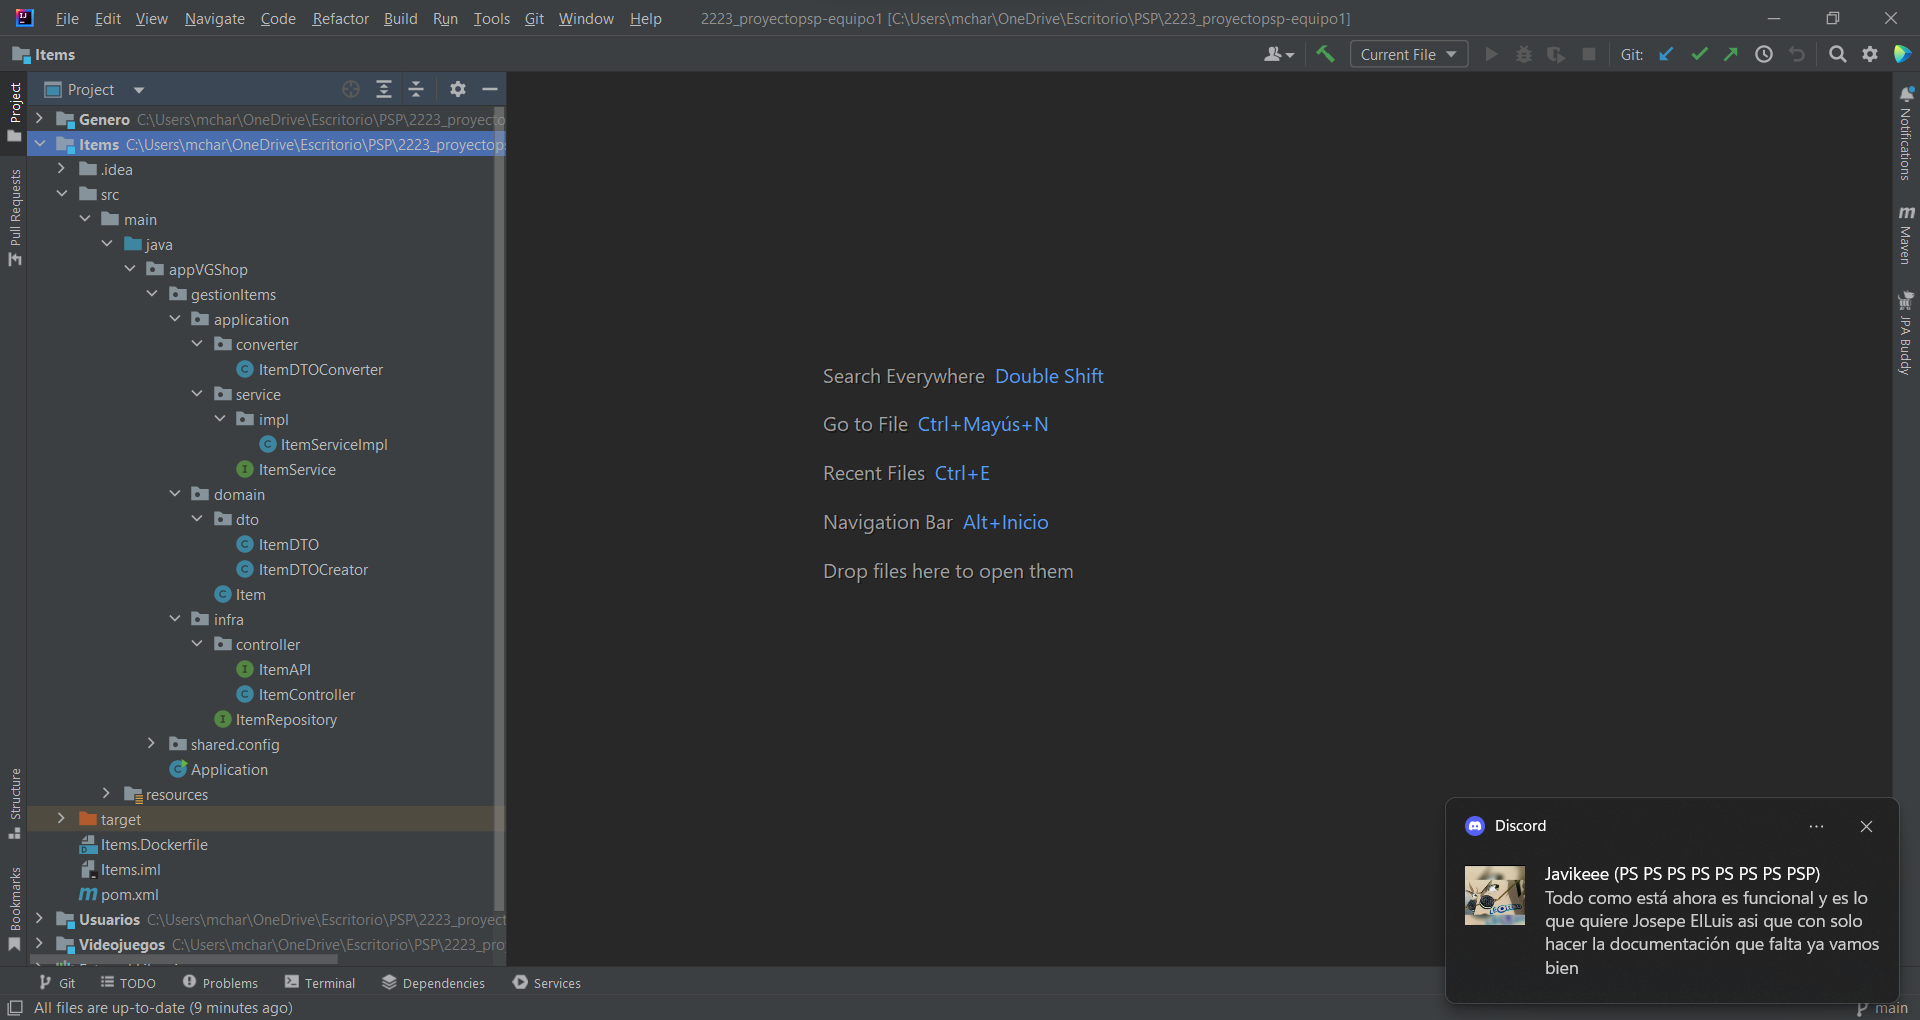 File Edit View Navigate Code Refactor Build Run Tools Git Window Help 2223_proyectopsp-equipo1 [C:\Users\mchar\OneDrive\Escritorio\PSP\2223_proyectopsp-equipo1]
Items Current File Git:
Project
Project
Pull Requests
Structure
Bookmarks
Genero C:\Users\mchar\OneDrive\Escritorio\PSP\2223_proyecto
Items C:\Users\mchar\OneDrive\Escritorio\PSP\2223_proyectop
.idea
src
main
java
appVGShop
gestionItems
application
converter
ItemDTOConverter
service
impl
ItemServiceImpl
ItemService
domain
dto
ItemDTO
ItemDTOCreator
Item
infra
controller
ItemAPI
ItemController
ItemRepository
shared.config
Application
resources
target
Items.Dockerfile
Items.iml
pom.xml
Usuarios C:\Users\mchar\OneDrive\Escritorio\PSP\2223_proyect
Videojuegos C:\Users\mchar\OneDrive\Escritorio\PSP\2223_pro
Search Everywhere Double Shift
Go to File Ctrl+Mayús+N
Recent Files Ctrl+E
Navigation Bar Alt+Inicio
Drop files here to open them
Notifications
Maven
JPA Buddy
Discord
Javikeee (PS PS PS PS PS PS PS PSP)
Todo como está ahora es funcional y es lo
que quiere Josepe ElLuis asi que con solo
hacer la documentación que falta ya vamos
bien
Git TODO Problems Terminal Dependencies Services
All files are up-to-date (9 minutes ago) main